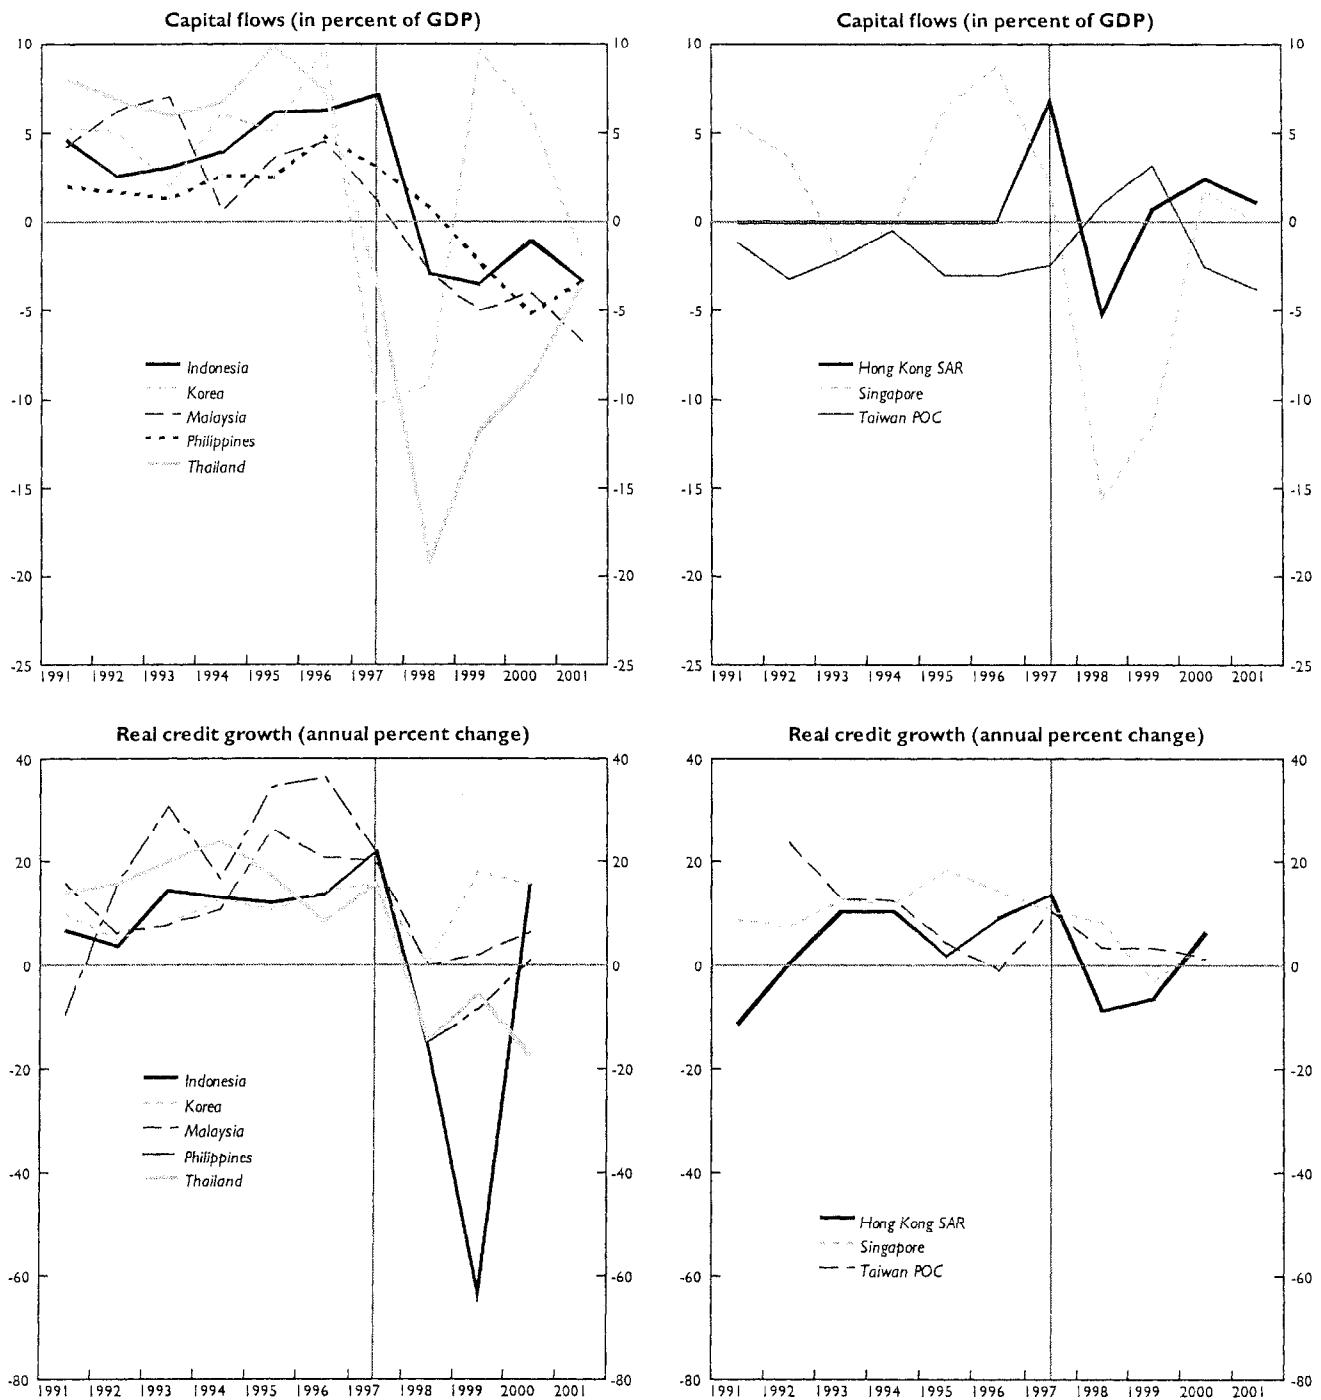 Capital flows (in percent of GDP)
10 10
5 5
0 0
-5 -5
-10 -10
-15 -15
-20 -20
-25 -25
Indonesia
Korea
Malaysia
Philippines
Thailand
1991 1992 1993 1994 1995 1996 1997 1998 1999 2000 2001
Capital flows (in percent of GDP)
10 10
5 5
0 0
-5 -5
-10 -10
-15 -15
-20 -20
-25 -25
Hong Kong SAR
Singapore
Taiwan POC
1991 1992 1993 1994 1995 1996 1997 1998 1999 2000 2001
Real credit growth (annual percent change)
40 40
20 20
0 0
-20 -20
-40 -40
-60 -60
-80 -80
Indonesia
Korea
Malaysia
Philippines
Thailand
1991 1992 1993 1994 1995 1996 1997 1998 1999 2000 2001
Real credit growth (annual percent change)
40 40
20 20
0 0
-20 -20
-40 -40
-60 -60
-80 -80
Hong Kong SAR
Singapore
Taiwan POC
1991 1992 1993 1994 1995 1996 1997 1998 1999 2000 2001